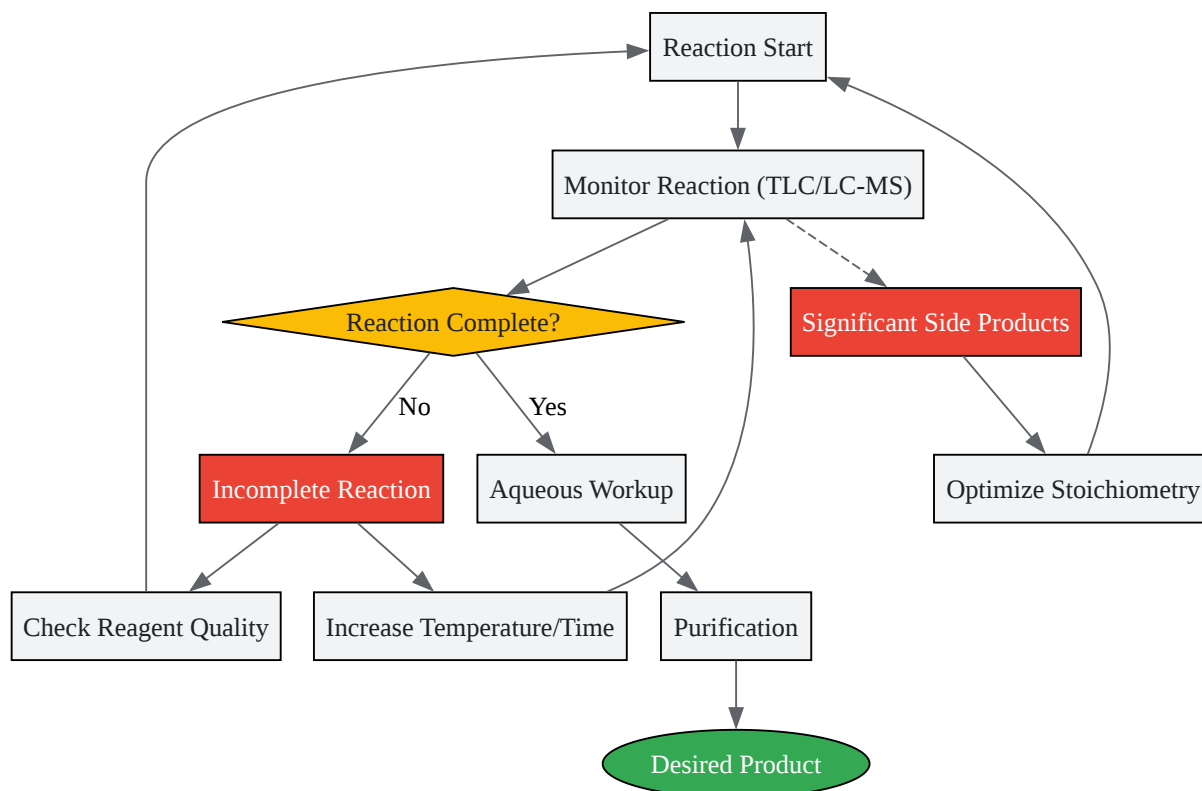 Reaction Start
Monitor Reaction (TLC/LC-MS)
Reaction Complete?
Significant Side Products
No
Yes
Incomplete Reaction
Aqueous Workup
Optimize Stoichiometry
Check Reagent Quality
Increase Temperature/Time
Purification
Desired Product